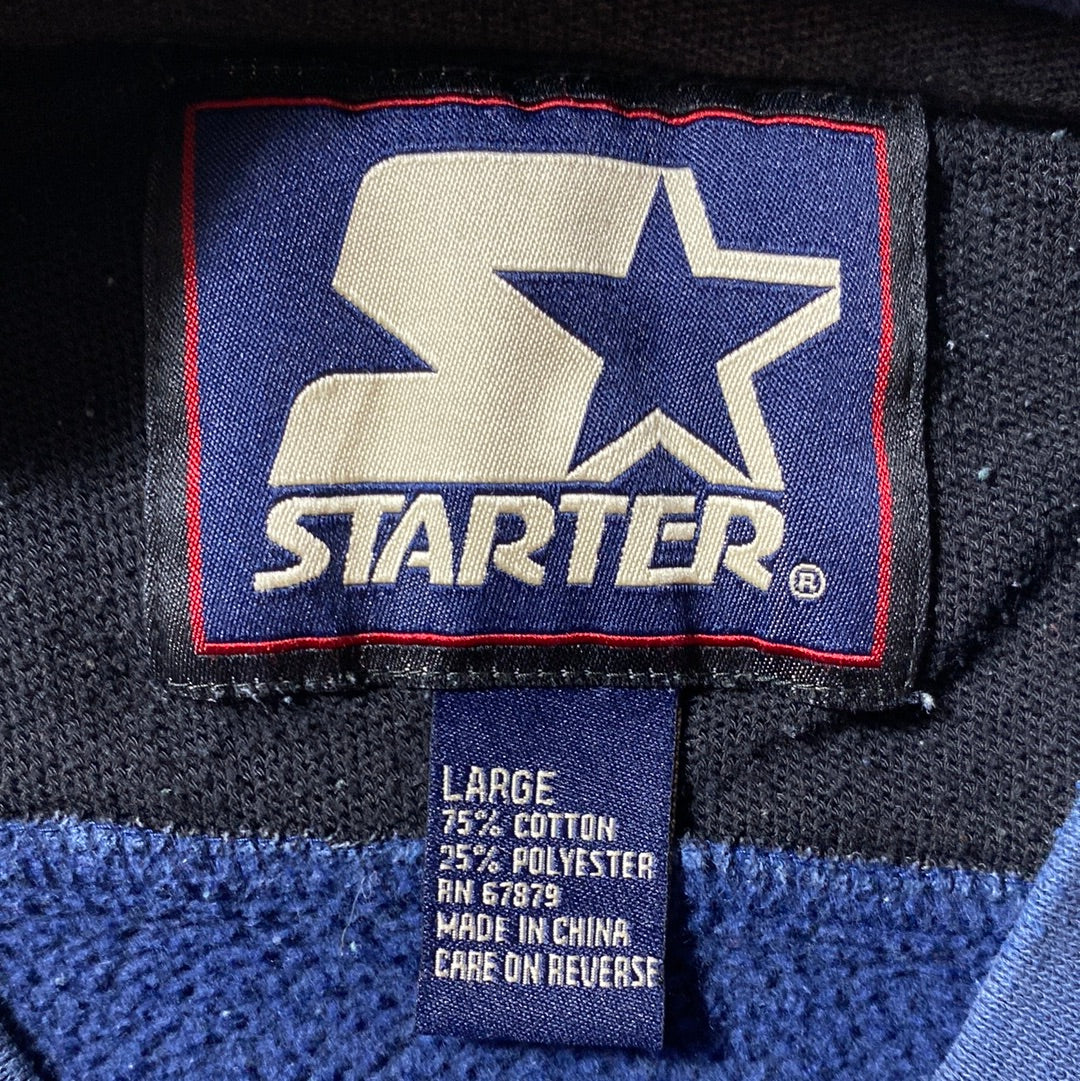 STARTER®
LARGE
75% COTTON
25% POLYESTER
RN 67879
MADE IN CHINA
CARE ON REVERSE